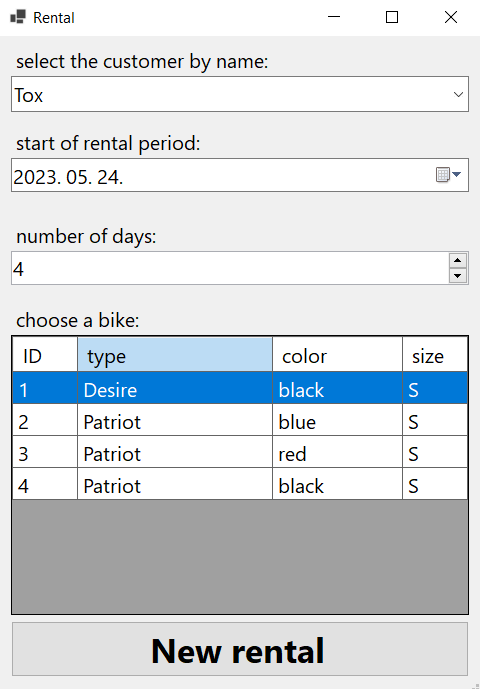 Rental
select the customer by name:
Tox
start of rental period:
2023. 05. 24.
number of days:
4
choose a bike:
ID type color size
1 Desire black S
2 Patriot blue S
3 Patriot red S
4 Patriot black S
New rental